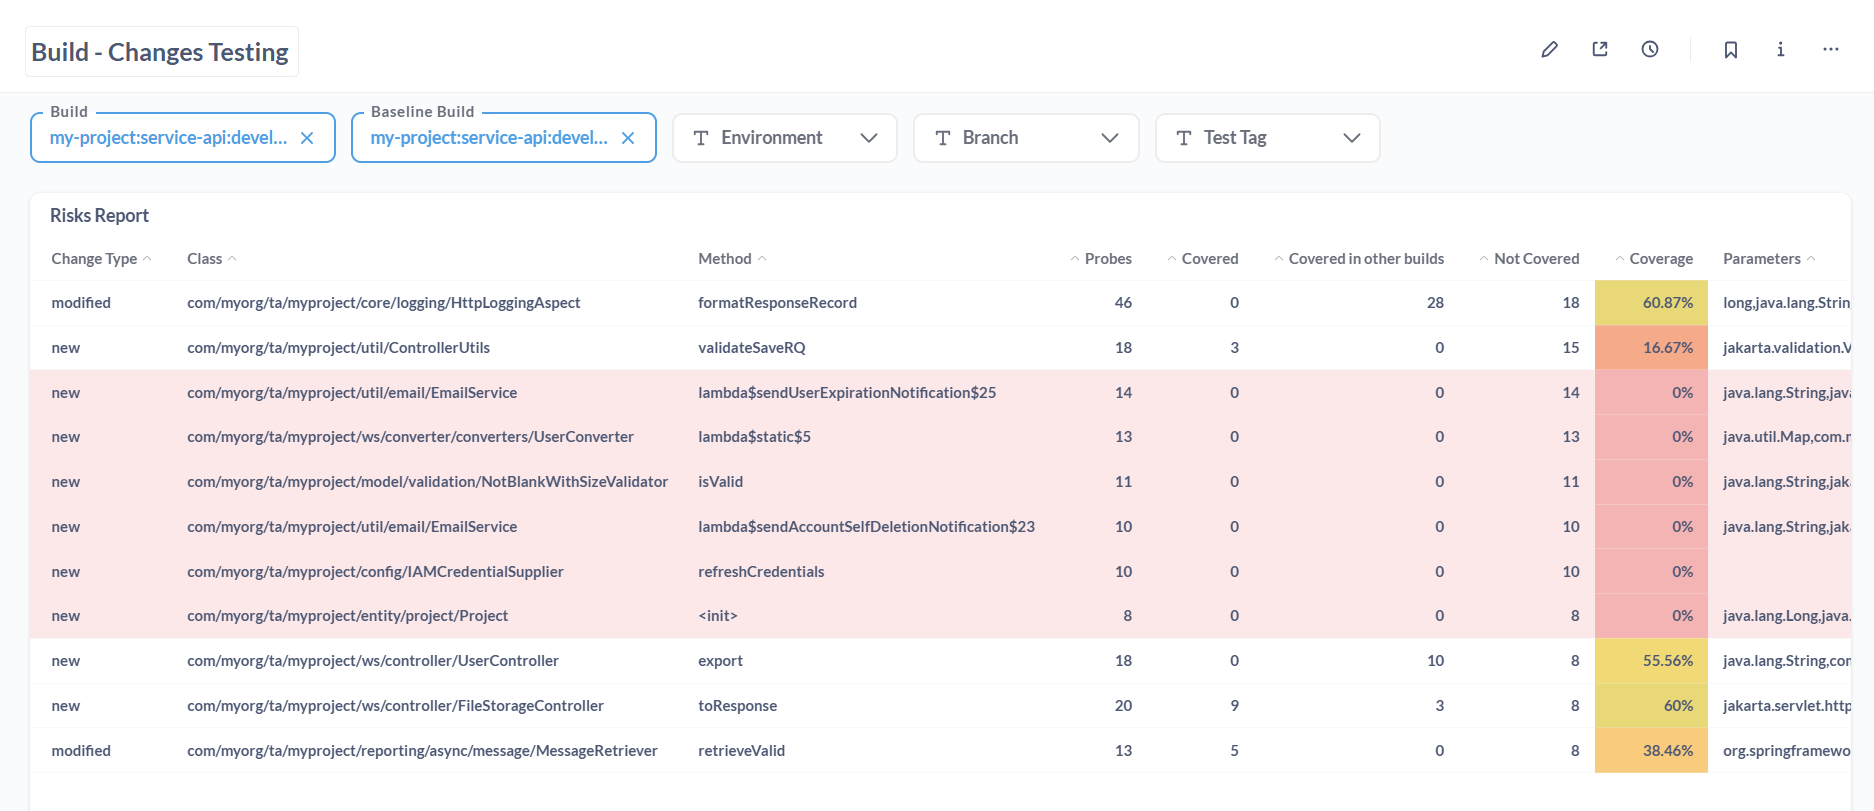 Build - Changes Testing
Build
Baseline Build
my-project:service-api:devel...
my-project:service-api:devel...
Environment
Branch
Test Tag
Risks Report
Change Type Class Method Probes Covered Covered in other builds Not Covered Coverage Parameters
modified com/myorg/ta/myproject/core/logging/HttpLoggingAspect formatResponseRecord 46 0 28 18 60.87% long,java.lang.Strin
new com/myorg/ta/myproject/util/ControllerUtils validateSaveRQ 18 3 0 15 16.67% jakarta.validation.V
new com/myorg/ta/myproject/util/email/EmailService lambda$sendUserExpirationNotification$25 14 0 0 14 0% java.lang.String,java
new com/myorg/ta/myproject/ws/converter/converters/UserConverter lambda$static$5 13 0 0 13 0% java.util.Map,com.
new com/myorg/ta/myproject/model/validation/NotBlankWithSizeValidator isValid 11 0 0 11 0% java.lang.String,jak
new com/myorg/ta/myproject/util/email/EmailService lambda$sendAccountSelfDeletionNotification$23 10 0 0 10 0% java.lang.String,jak
new com/myorg/ta/myproject/config/IAMCredentialSupplier refreshCredentials 10 0 0 10 0%
new com/myorg/ta/myproject/entity/project/Project <init> 8 0 0 8 0% java.lang.Long,java.
new com/myorg/ta/myproject/ws/controller/UserController export 18 0 10 8 55.56% java.lang.String,com
new com/myorg/ta/myproject/ws/controller/FileStorageController toResponse 20 9 3 8 60% jakarta.servlet.http
modified com/myorg/ta/myproject/reporting/async/message/MessageRetriever retrieveValid 13 5 0 8 38.46% org.springframewo